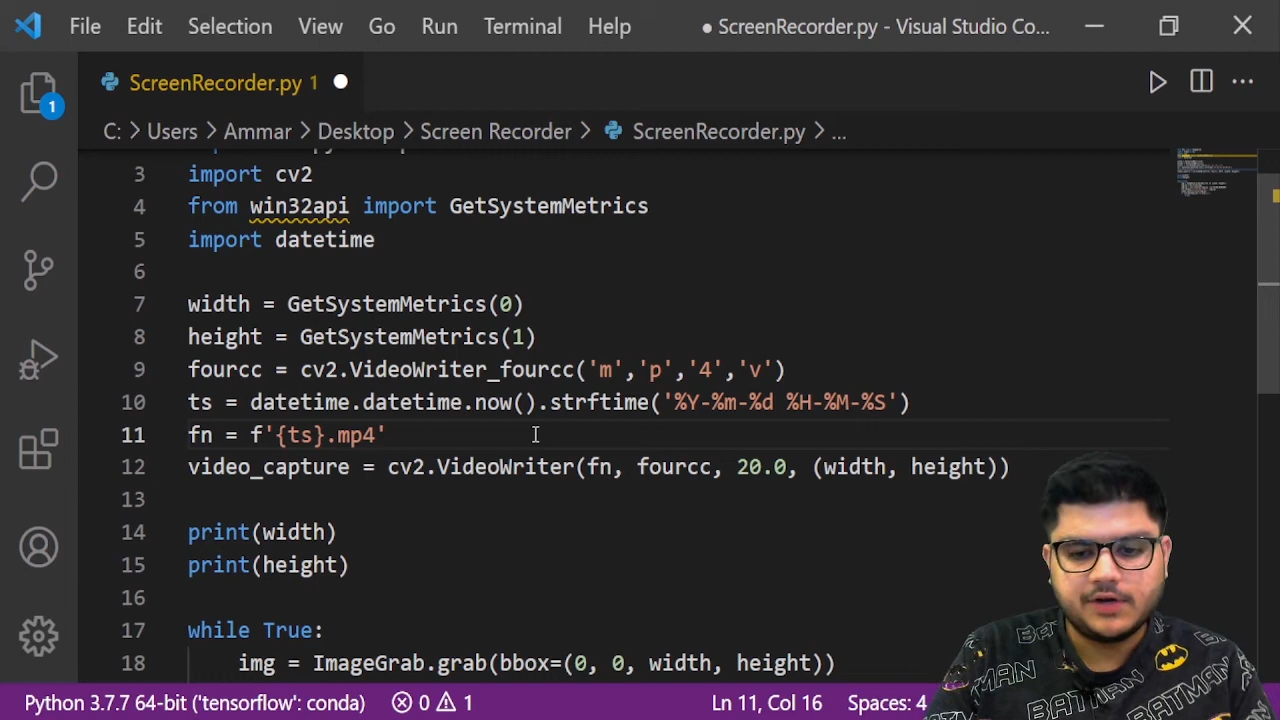 File Edit Selection View Go Run Terminal Help ● ScreenRecorder.py - Visual Studio Co...
ScreenRecorder.py 1
1
C: > Users > Ammar > Desktop > Screen Recorder > ScreenRecorder.py > ...
3 import cv2
4 from win32api import GetSystemMetrics
5 import datetime
6
7 width = GetSystemMetrics(0)
8 height = GetSystemMetrics(1)
9 fourcc = cv2.VideoWriter_fourcc('m','p','4','v')
10 ts = datetime.datetime.now().strftime('%Y-%m-%d %H-%M-%S')
11 fn = f'{ts}.mp4'
12 video_capture = cv2.VideoWriter(fn, fourcc, 20.0, (width, height))
13
14 print(width)
15 print(height)
16
17 while True:
18 img = ImageGrab.grab(bbox=(0, 0, width, height))
BATMAN
BATMAN
BATMAN
Python 3.7.7 64-bit ('tensorflow': conda) 0 1 Ln 11, Col 16 Spaces: 4